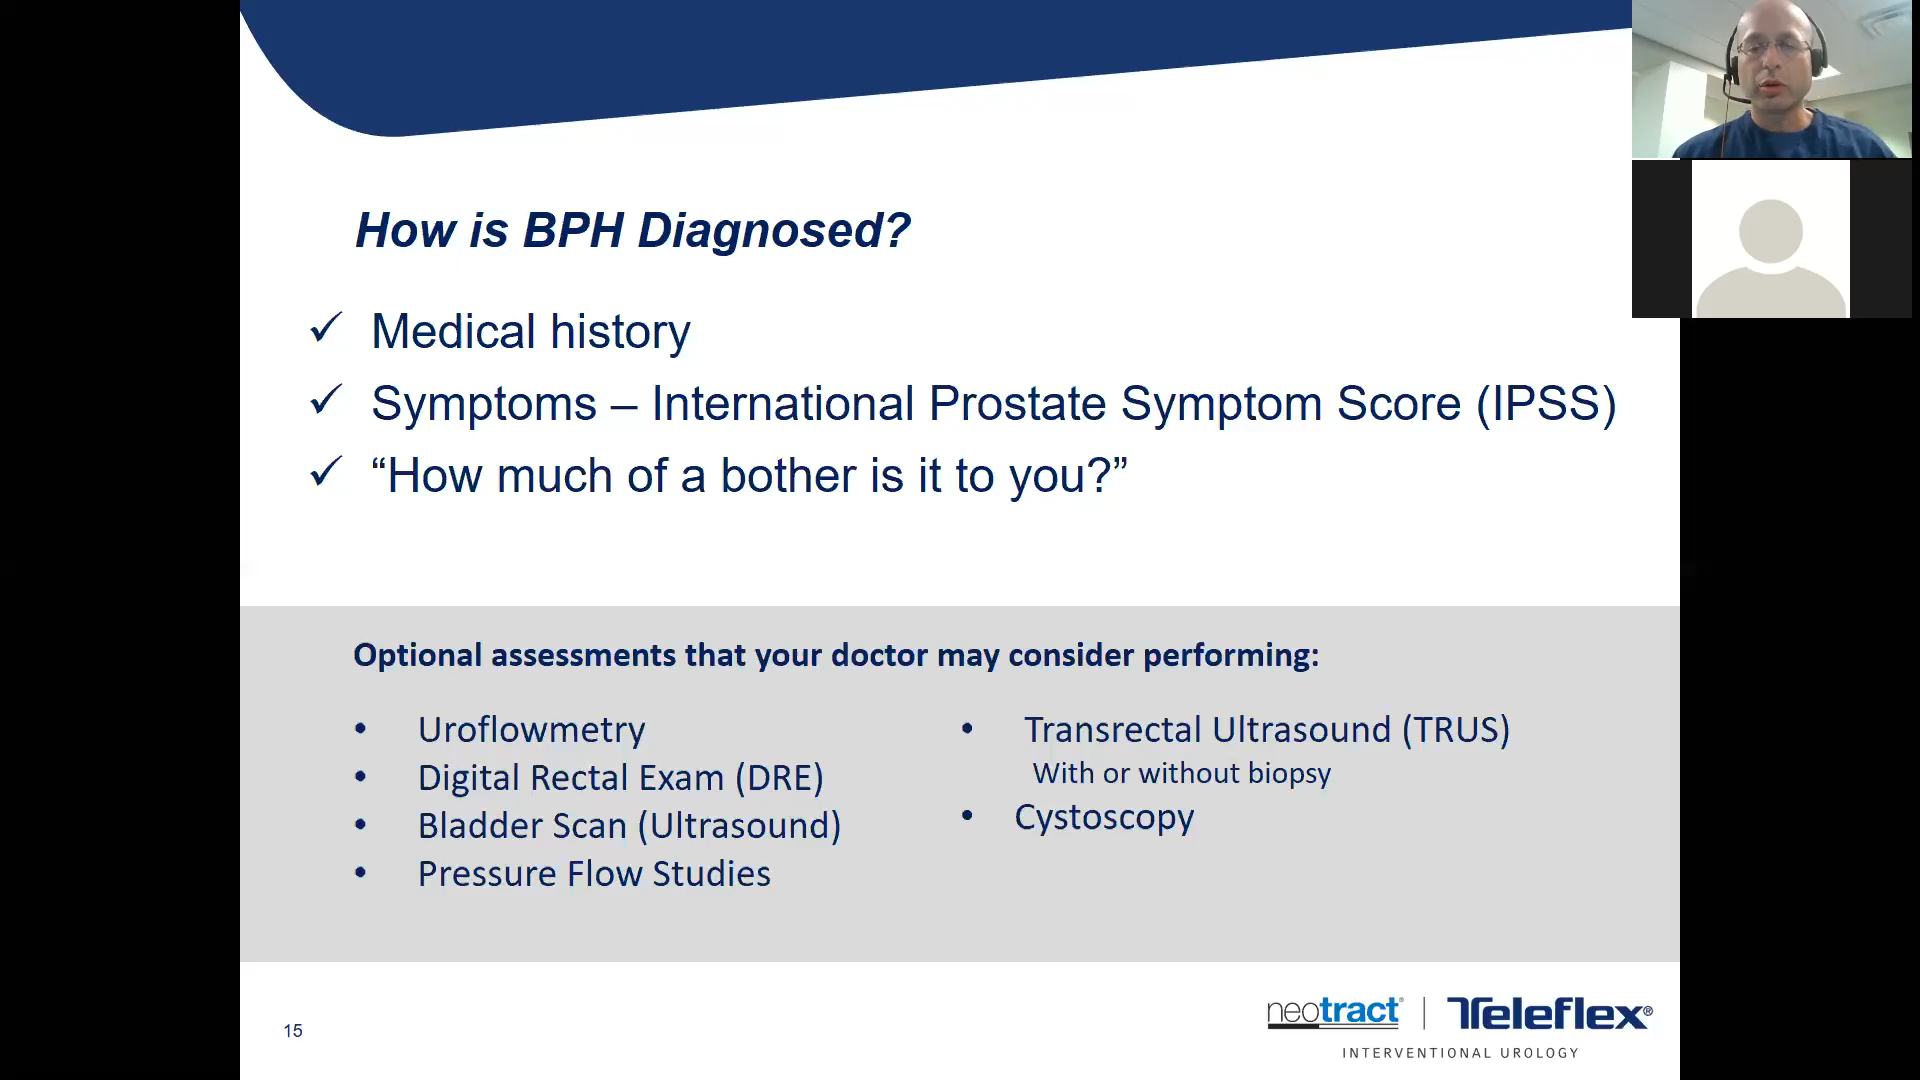 How is BPH Diagnosed?
✓ Medical history
✓ Symptoms – International Prostate Symptom Score (IPSS)
✓ “How much of a bother is it to you?”
Optional assessments that your doctor may consider performing:
• Uroflowmetry
• Digital Rectal Exam (DRE)
• Bladder Scan (Ultrasound)
• Pressure Flow Studies
• Transrectal Ultrasound (TRUS)
With or without biopsy
• Cystoscopy
15
neotract® | Teleflex®
INTERVENTIONAL UROLOGY